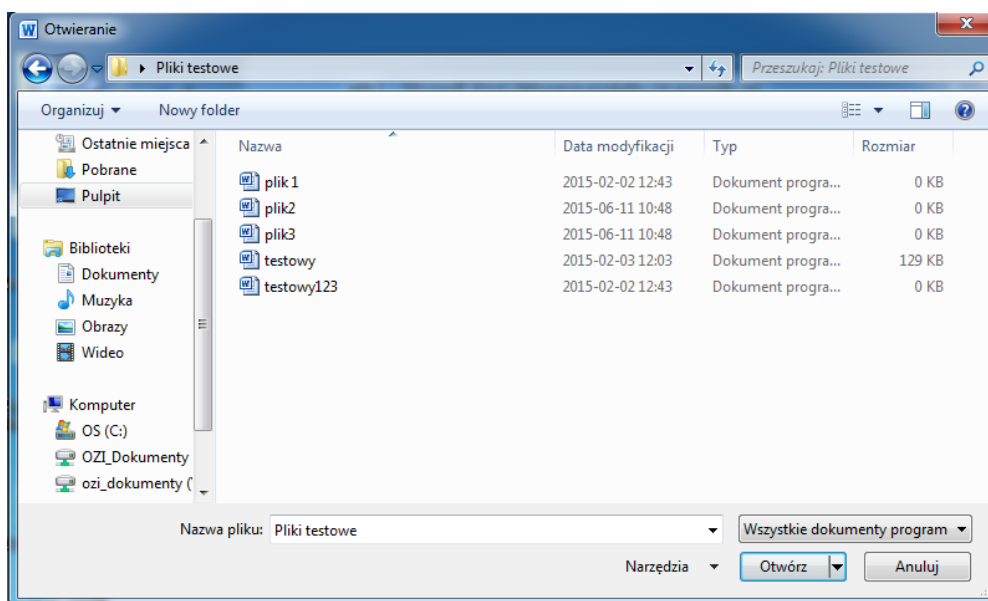 Otwieranie
Pliki testowe
Przeszukaj: Pliki testowe
Organizuj Nowy folder
Ostatnie miejsca
Pobrane
Pulpit
Biblioteki
Dokumenty
Muzyka
Obrazy
Wideo
Komputer
OS (C:)
OZI_Dokumenty
ozi_dokumenty (
Nazwa Data modyfikacji Typ Rozmiar
plik 1 2015-02-02 12:43 Dokument progra... 0 KB
plik2 2015-06-11 10:48 Dokument progra... 0 KB
plik3 2015-06-11 10:48 Dokument progra... 0 KB
testowy 2015-02-03 12:03 Dokument progra... 129 KB
testowy123 2015-02-02 12:43 Dokument progra... 0 KB
Nazwa pliku: Pliki testowe Wszystkie dokumenty program
Narzędzia Otwórz Anuluj